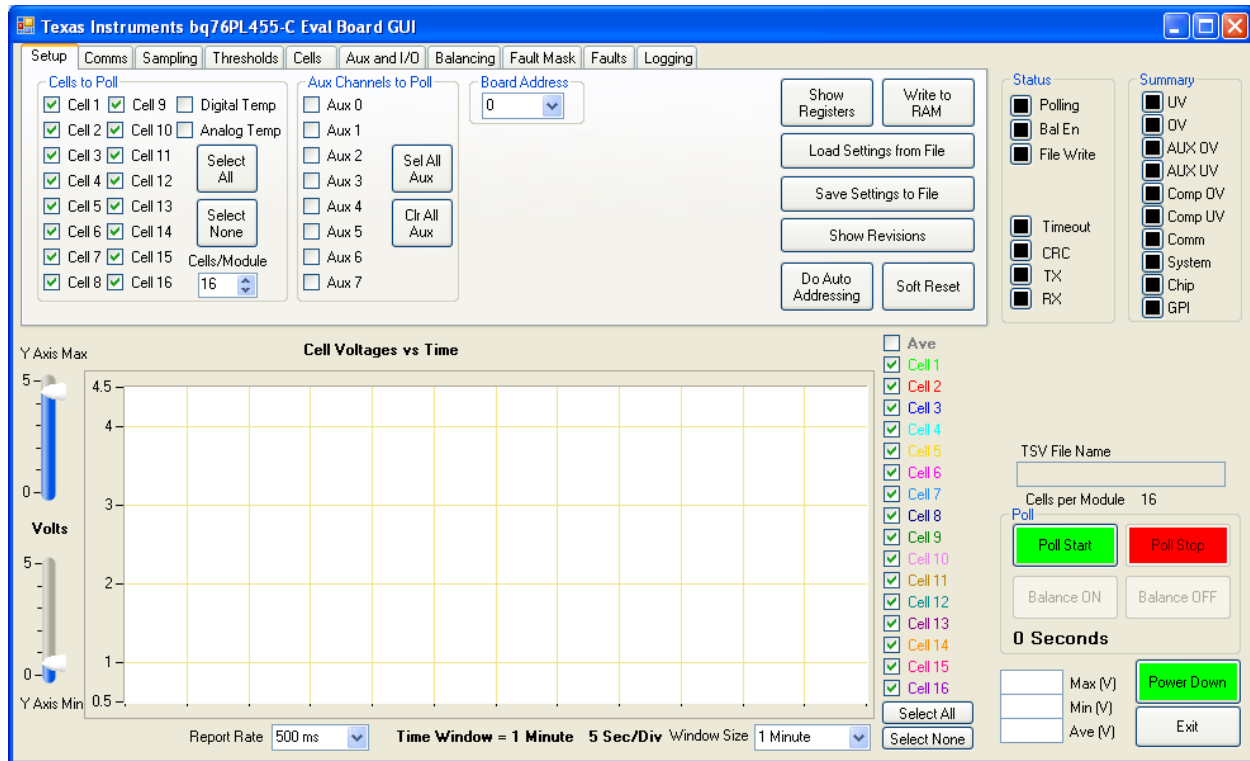 Texas Instruments bq76PL455-C Eval Board GUI
Setup Comms Sampling Thresholds Cells Aux and I/O Balancing Fault Mask Faults Logging
Cells to Poll
Cell 1 Cell 9 Digital Temp
Cell 2 Cell 10 Analog Temp
Cell 3 Cell 11
Cell 4 Cell 12
Cell 5 Cell 13
Cell 6 Cell 14
Cell 7 Cell 15
Cell 8 Cell 16
Select All
Select None
Cells/Module
16
Aux Channels to Poll
Aux 0
Aux 1
Aux 2
Aux 3
Aux 4
Aux 5
Aux 6
Aux 7
Sel All Aux
Clr All Aux
Board Address
0
Show Registers
Write to RAM
Load Settings from File
Save Settings to File
Show Revisions
Do Auto Addressing
Soft Reset
Status
Polling
Bal En
File Write
Timeout
CRC
TX
RX
Summary
UV
OV
AUX OV
AUX UV
Comp OV
Comp UV
Comm
System
Chip
GPI
Y Axis Max
5
0
Volts
5
0
Y Axis Min
Cell Voltages vs Time
4.5
4
3
2
1
0.5
Ave
Cell 1
Cell 2
Cell 3
Cell 4
Cell 5
Cell 6
Cell 7
Cell 8
Cell 9
Cell 10
Cell 11
Cell 12
Cell 13
Cell 14
Cell 15
Cell 16
Select All
Select None
Report Rate 500 ms
Time Window = 1 Minute 5 Sec/Div
Window Size 1 Minute
TSV File Name
Cells per Module 16
Poll
Poll Start
Poll Stop
Balance ON
Balance OFF
0 Seconds
Max (V)
Min (V)
Ave (V)
Power Down
Exit